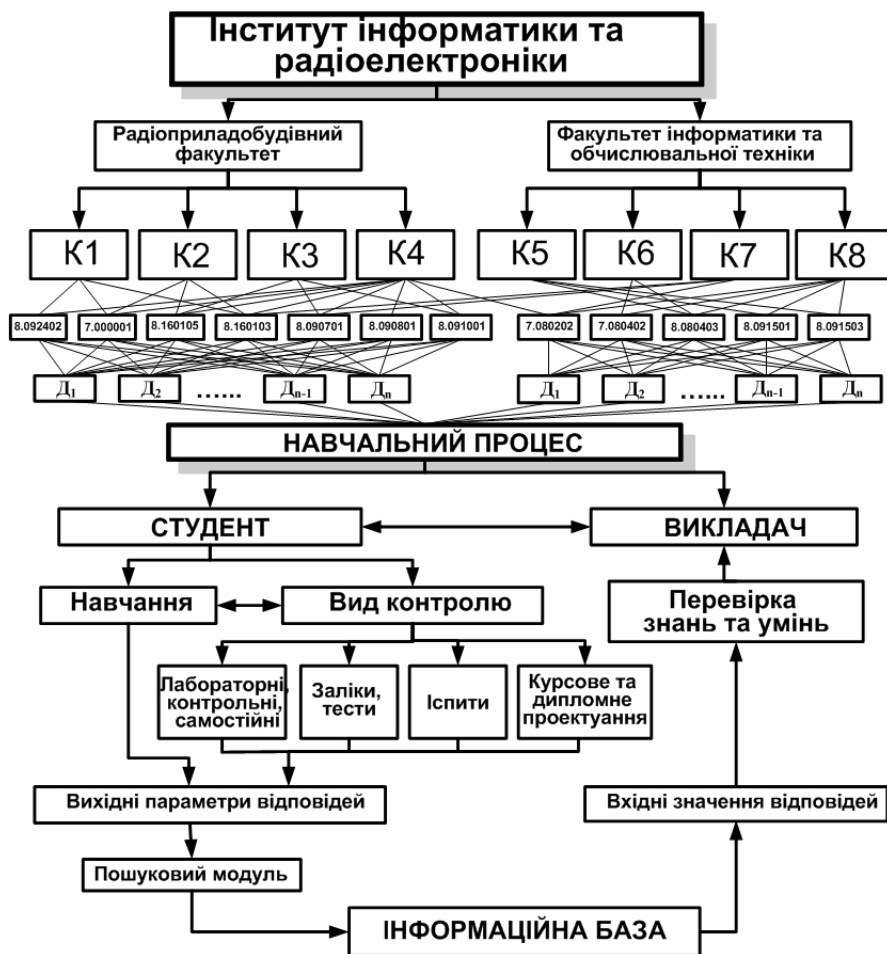 Інститут інформатики та
радіоелектроніки
Радіоприладобудівний
факультет
Факультет інформатики та
обчислювальної техніки
К1 К2 К3 К4 К5 К6 К7 К8
8.092402 7.000001 8.160105 8.160103 8.090701 8.090801 8.091001 7.080202 7.080402 8.080403 8.091501 8.091503
Д1 Д2 ...... Дn-1 Дn Д1 Д2 ...... Дn-1 Дn
НАВЧАЛЬНИЙ ПРОЦЕС
СТУДЕНТ
ВИКЛАДАЧ
Навчання
Вид контролю
Перевірка
знань та умінь
Лабораторні,
контрольні,
самостійні
Заліки,
тести
Іспити
Курсове та
дипломне
проектуання
Вихідні параметри відповідей
Вхідні значення відповідей
Пошуковий модуль
ІНФОРМАЦІЙНА БАЗА